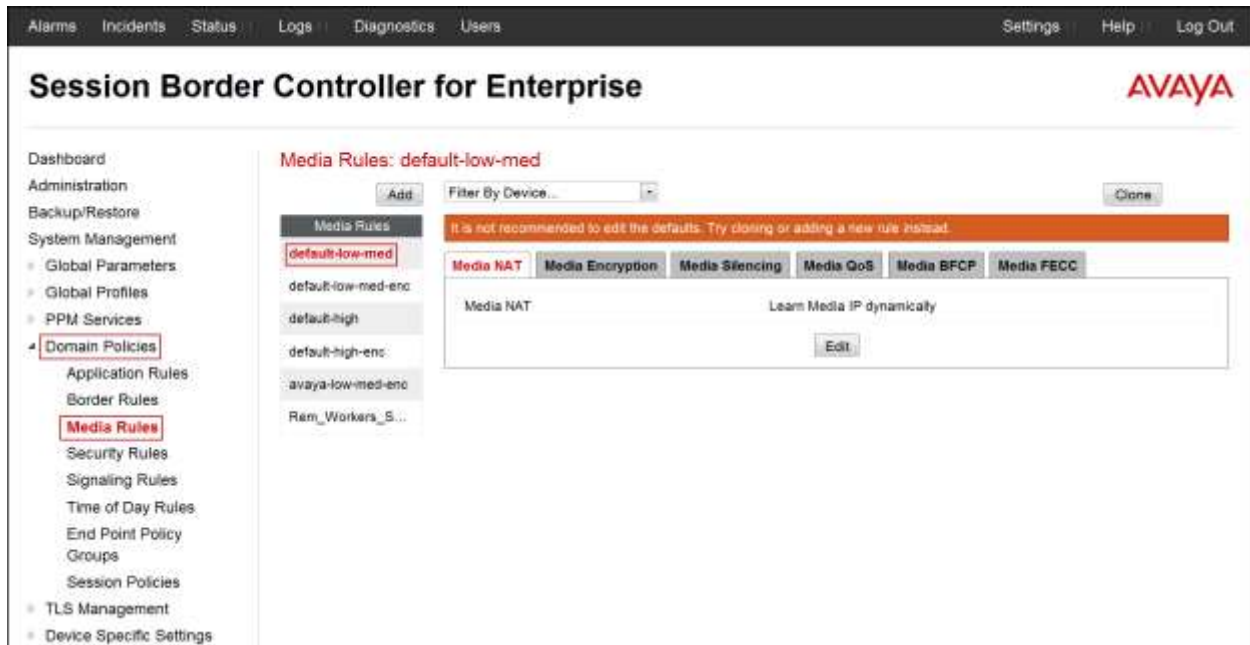 Alarms Incidents Status Logs Diagnostics Users Settings Help Log Out
Session Border Controller for Enterprise
AVAYA
Dashboard
Administration
Backup/Restore
System Management
Global Parameters
Global Profiles
PPM Services
Domain Policies
Application Rules
Border Rules
Media Rules
Security Rules
Signaling Rules
Time of Day Rules
End Point Policy
Groups
Session Policies
TLS Management
Device Specific Settings
Media Rules: default-low-med
Add
Filter By Device...
Clone
Media Rules
default-low-med
default-low-med-enc
default-high
default-high-enc
avaya-low-med-enc
Rem_Workers_S...
It is not recommended to edit the defaults. Try cloning or adding a new rule instead.
Media NAT Media Encryption Media Silencing Media QoS Media BFCP Media FECC
Media NAT Learn Media IP dynamically
Edit